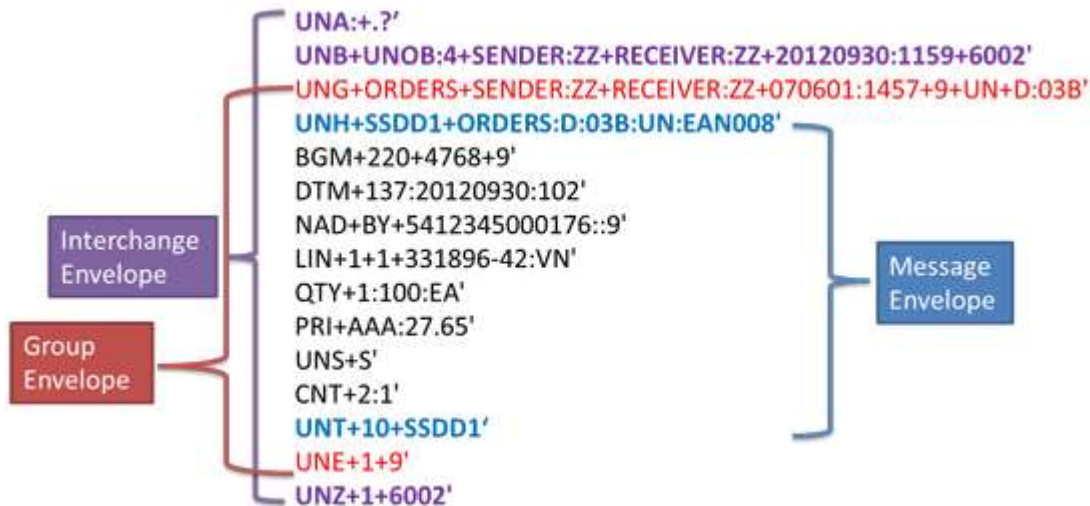 UNA:+.?’
UNB+UNOB:4+SENDER:ZZ+RECEIVER:ZZ+20120930:1159+6002'
UNG+ORDERS+SENDER:ZZ+RECEIVER:ZZ+070601:1457+9+UN+D:03B'
UNH+SSDD1+ORDERS:D:03B:UN:EAN008'
BGM+220+4768+9'
DTM+137:20120930:102'
NAD+BY+5412345000176::9'
LIN+1+1+331896-42:VN'
QTY+1:100:EA'
PRI+AAA:27.65'
UNS+S'
CNT+2:1'
UNT+10+SSDD1’
UNE+1+9'
UNZ+1+6002'
Interchange
Envelope
Group
Envelope
Message
Envelope